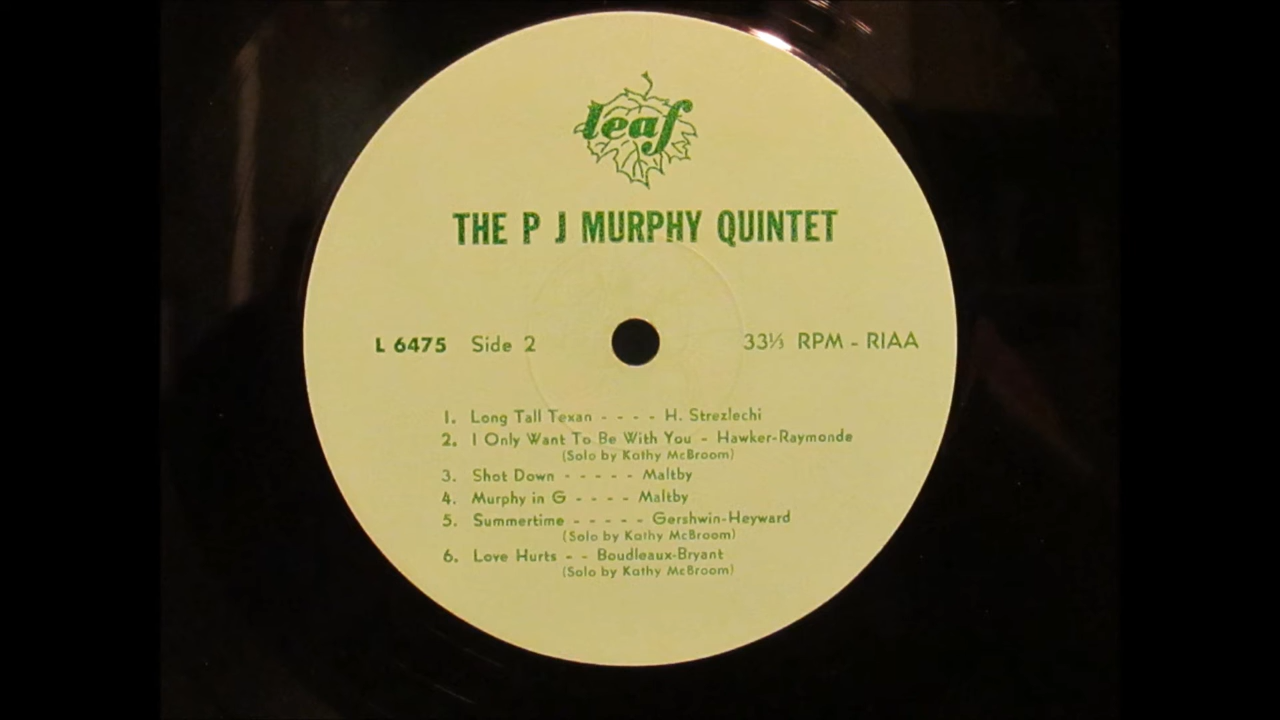 leaf
THE P J MURPHY QUINTET
L 6475 Side 2 33⅓ RPM - RIAA
1. Long Tall Texan - - - - H. Strezlechi
2. I Only Want To Be With You - Hawker-Raymonde
(Solo by Kathy McBroom)
3. Shot Down - - - - - Maltby
4. Murphy in G - - - - Maltby
5. Summertime - - - - - Gershwin-Heyward
(Solo by Kathy McBroom)
6. Love Hurts - - Boudleaux-Bryant
(Solo by Kathy McBroom)